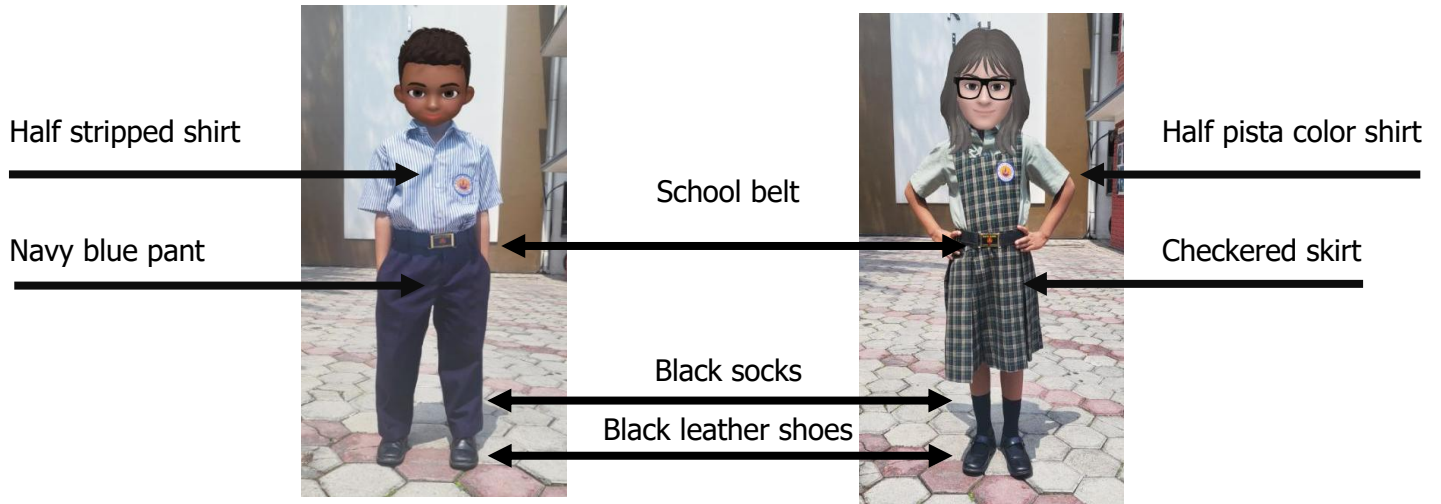 Half stripped shirt
Half pista color shirt
School belt
Navy blue pant
Checkered skirt
Black socks
Black leather shoes